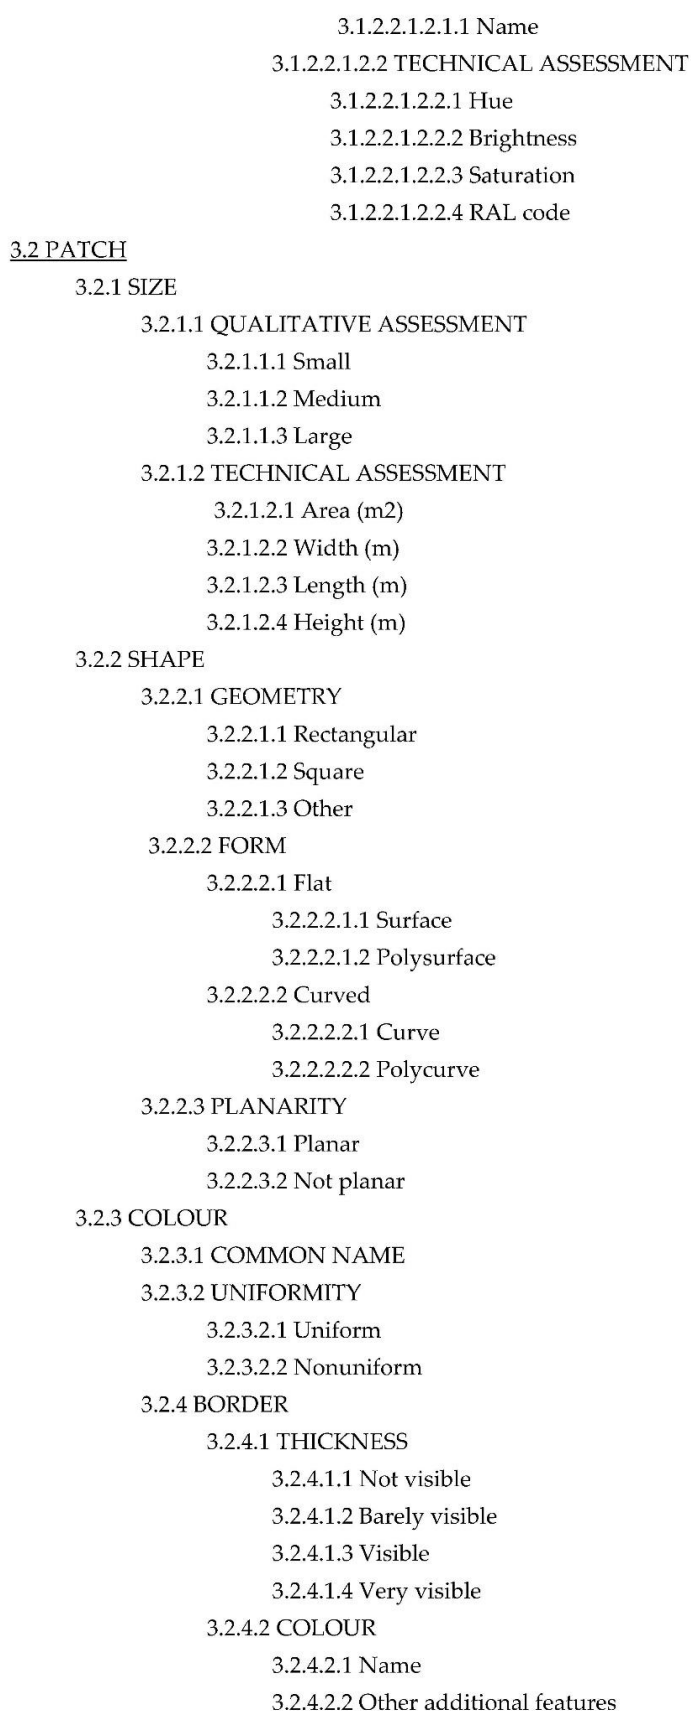 3.1.2.2.1.2.1.1 Name
3.1.2.2.1.2.2 TECHNICAL ASSESSMENT
3.1.2.2.1.2.2.1 Hue
3.1.2.2.1.2.2.2 Brightness
3.1.2.2.1.2.2.3 Saturation
3.1.2.2.1.2.2.4 RAL code
3.2 PATCH
3.2.1 SIZE
3.2.1.1 QUALITATIVE ASSESSMENT
3.2.1.1.1 Small
3.2.1.1.2 Medium
3.2.1.1.3 Large
3.2.1.2 TECHNICAL ASSESSMENT
3.2.1.2.1 Area (m2)
3.2.1.2.2 Width (m)
3.2.1.2.3 Length (m)
3.2.1.2.4 Height (m)
3.2.2 SHAPE
3.2.2.1 GEOMETRY
3.2.2.1.1 Rectangular
3.2.2.1.2 Square
3.2.2.1.3 Other
3.2.2.2 FORM
3.2.2.2.1 Flat
3.2.2.2.1.1 Surface
3.2.2.2.1.2 Polysurface
3.2.2.2.2 Curved
3.2.2.2.2.1 Curve
3.2.2.2.2.2 Polycurve
3.2.2.3 PLANARITY
3.2.2.3.1 Planar
3.2.2.3.2 Not planar
3.2.3 COLOUR
3.2.3.1 COMMON NAME
3.2.3.2 UNIFORMITY
3.2.3.2.1 Uniform
3.2.3.2.2 Nonuniform
3.2.4 BORDER
3.2.4.1 THICKNESS
3.2.4.1.1 Not visible
3.2.4.1.2 Barely visible
3.2.4.1.3 Visible
3.2.4.1.4 Very visible
3.2.4.2 COLOUR
3.2.4.2.1 Name
3.2.4.2.2 Other additional features